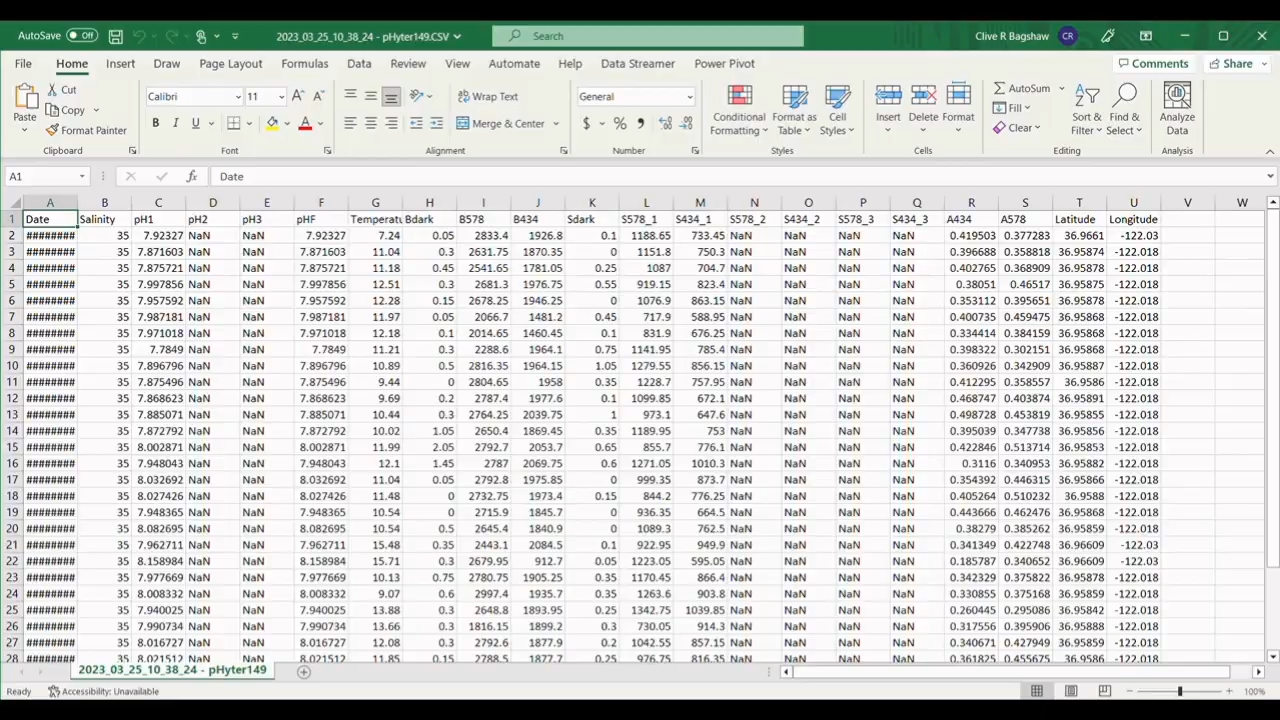 AutoSave Off 2023_03_25_10_38_24 - pHyter149.CSV Search Clive R Bagshaw CR
File Home Insert Draw Page Layout Formulas Data Review View Automate Help Data Streamer Power Pivot Comments Share
Paste Cut Copy Format Painter Calibri 11 Wrap Text General Conditional Formatting Format as Table Cell Styles Insert Delete Format AutoSum Fill Clear Sort & Filter Find & Select Analyze Data
B I U Merge & Center $ %
Clipboard Font Alignment Number Styles Cells Editing Analysis
A1 fx Date
A B C D E F G H I J K L M N O P Q R S T U V W
1 Date Salinity pH1 pH2 pH3 pHF Temperatu Bdark B578 B434 Sdark S578_1 S434_1 S578_2 S434_2 S578_3 S434_3 A434 A578 Latitude Longitude
2 ######## 35 7.92327 NaN NaN 7.92327 7.24 0.05 2833.4 1926.8 0.1 1188.65 733.45 NaN NaN NaN NaN 0.419503 0.377283 36.9661 -122.03
3 ######## 35 7.871603 NaN NaN 7.871603 11.04 0.3 2631.75 1870.35 0 1151.8 750.3 NaN NaN NaN NaN 0.396688 0.358818 36.95874 -122.018
4 ######## 35 7.875721 NaN NaN 7.875721 11.18 0.45 2541.65 1781.05 0.25 1087 704.7 NaN NaN NaN NaN 0.402765 0.368909 36.95878 -122.018
5 ######## 35 7.997856 NaN NaN 7.997856 12.51 0.3 2681.3 1976.75 0.55 919.15 823.4 NaN NaN NaN NaN 0.38051 0.46517 36.95875 -122.018
6 ######## 35 7.957592 NaN NaN 7.957592 12.28 0.15 2678.25 1946.25 0 1076.9 863.15 NaN NaN NaN NaN 0.353112 0.395651 36.95868 -122.018
7 ######## 35 7.987181 NaN NaN 7.987181 11.97 0.05 2066.7 1481.2 0.45 717.9 588.95 NaN NaN NaN NaN 0.400735 0.459475 36.95868 -122.018
8 ######## 35 7.971018 NaN NaN 7.971018 12.18 0.1 2014.65 1460.45 0.1 831.9 676.25 NaN NaN NaN NaN 0.334414 0.384159 36.95868 -122.018
9 ######## 35 7.7849 NaN NaN 7.7849 11.21 0.3 2288.6 1964.1 0.75 1141.95 785.4 NaN NaN NaN NaN 0.398322 0.302151 36.95868 -122.018
10 ######## 35 7.896796 NaN NaN 7.896796 10.89 0.5 2816.35 1964.15 1.05 1279.55 856.15 NaN NaN NaN NaN 0.360926 0.342909 36.95887 -122.018
11 ######## 35 7.875496 NaN NaN 7.875496 9.44 0 2804.65 1958 0.35 1228.7 757.95 NaN NaN NaN NaN 0.412295 0.358557 36.9586 -122.018
12 ######## 35 7.868623 NaN NaN 7.868623 9.69 0.2 2787.4 1977.6 0.1 1099.85 672.1 NaN NaN NaN NaN 0.468747 0.403874 36.95891 -122.018
13 ######## 35 7.885071 NaN NaN 7.885071 10.44 0.3 2764.25 2039.75 1 973.1 647.6 NaN NaN NaN NaN 0.498728 0.438915 36.95855 -122.018
14 ######## 35 7.872792 NaN NaN 7.872792 10.02 1.05 2650.4 1869.45 0.35 1189.95 753 NaN NaN NaN NaN 0.395039 0.347738 36.95856 -122.018
15 ######## 35 8.002871 NaN NaN 8.002871 11.99 2.05 2792.7 2053.7 0.65 855.7 776.1 NaN NaN NaN NaN 0.422846 0.513714 36.95853 -122.018
16 ######## 35 7.948043 NaN NaN 7.948043 12.1 1.45 2787 2069.75 0.6 1271.05 1010.3 NaN NaN NaN NaN 0.3116 0.340953 36.95882 -122.018
17 ######## 35 8.032692 NaN NaN 8.032692 11.04 0.05 2792.8 1975.85 0 999.35 873.7 NaN NaN NaN NaN 0.354392 0.446315 36.95866 -122.018
18 ######## 35 8.027426 NaN NaN 8.027426 11.48 0 2732.75 1973.4 0.15 844.2 776.25 NaN NaN NaN NaN 0.405264 0.510232 36.9588 -122.018
19 ######## 35 7.948365 NaN NaN 7.948365 10.54 0 2715.9 1845.7 0 936.35 664.5 NaN NaN NaN NaN 0.443666 0.462476 36.95868 -122.018
20 ######## 35 8.082695 NaN NaN 8.082695 10.54 0.5 2645.4 1840.9 0 1089.3 762.5 NaN NaN NaN NaN 0.38279 0.385262 36.95859 -122.018
21 ######## 35 7.962711 NaN NaN 7.962711 15.48 0.35 2443.1 2084.5 0.1 922.95 949.9 NaN NaN NaN NaN 0.341349 0.422748 36.96609 -122.03
22 ######## 35 8.158984 NaN NaN 8.158984 15.71 0.3 2679.95 912.7 0.05 1223.05 595.05 NaN NaN NaN NaN 0.185787 0.340652 36.96609 -122.03
23 ######## 35 7.977669 NaN NaN 7.977669 10.13 0.75 2780.75 1905.25 0.35 1170.45 866.4 NaN NaN NaN NaN 0.342329 0.375822 36.95878 -122.018
24 ######## 35 8.008332 NaN NaN 8.008332 9.07 0.6 2997.4 1935.7 0.35 1263.6 903.8 NaN NaN NaN NaN 0.330855 0.375168 36.95859 -122.018
25 ######## 35 7.940025 NaN NaN 7.940025 13.88 0.3 2648.8 1893.95 0.25 1342.75 1039.85 NaN NaN NaN NaN 0.260445 0.295086 36.95842 -122.018
26 ######## 35 7.990734 NaN NaN 7.990734 13.66 0.3 1816.15 1899.2 0.3 730.05 914.3 NaN NaN NaN NaN 0.317556 0.395906 36.95888 -122.018
27 ######## 35 8.016727 NaN NaN 8.016727 12.08 0.3 2792.6 1877.9 0.2 1042.55 857.15 NaN NaN NaN NaN 0.340671 0.427949 36.95859 -122.018
28 ######## 35 8.021512 NaN NaN 8.021512 11.85 0.15 2788.5 1877.7 0.25 976.75 816.35 NaN NaN NaN NaN 0.361825 0.455675 36.9586 -122.018
2023_03_25_10_38_24 - pHyter149
Ready Accessibility: Unavailable 100%